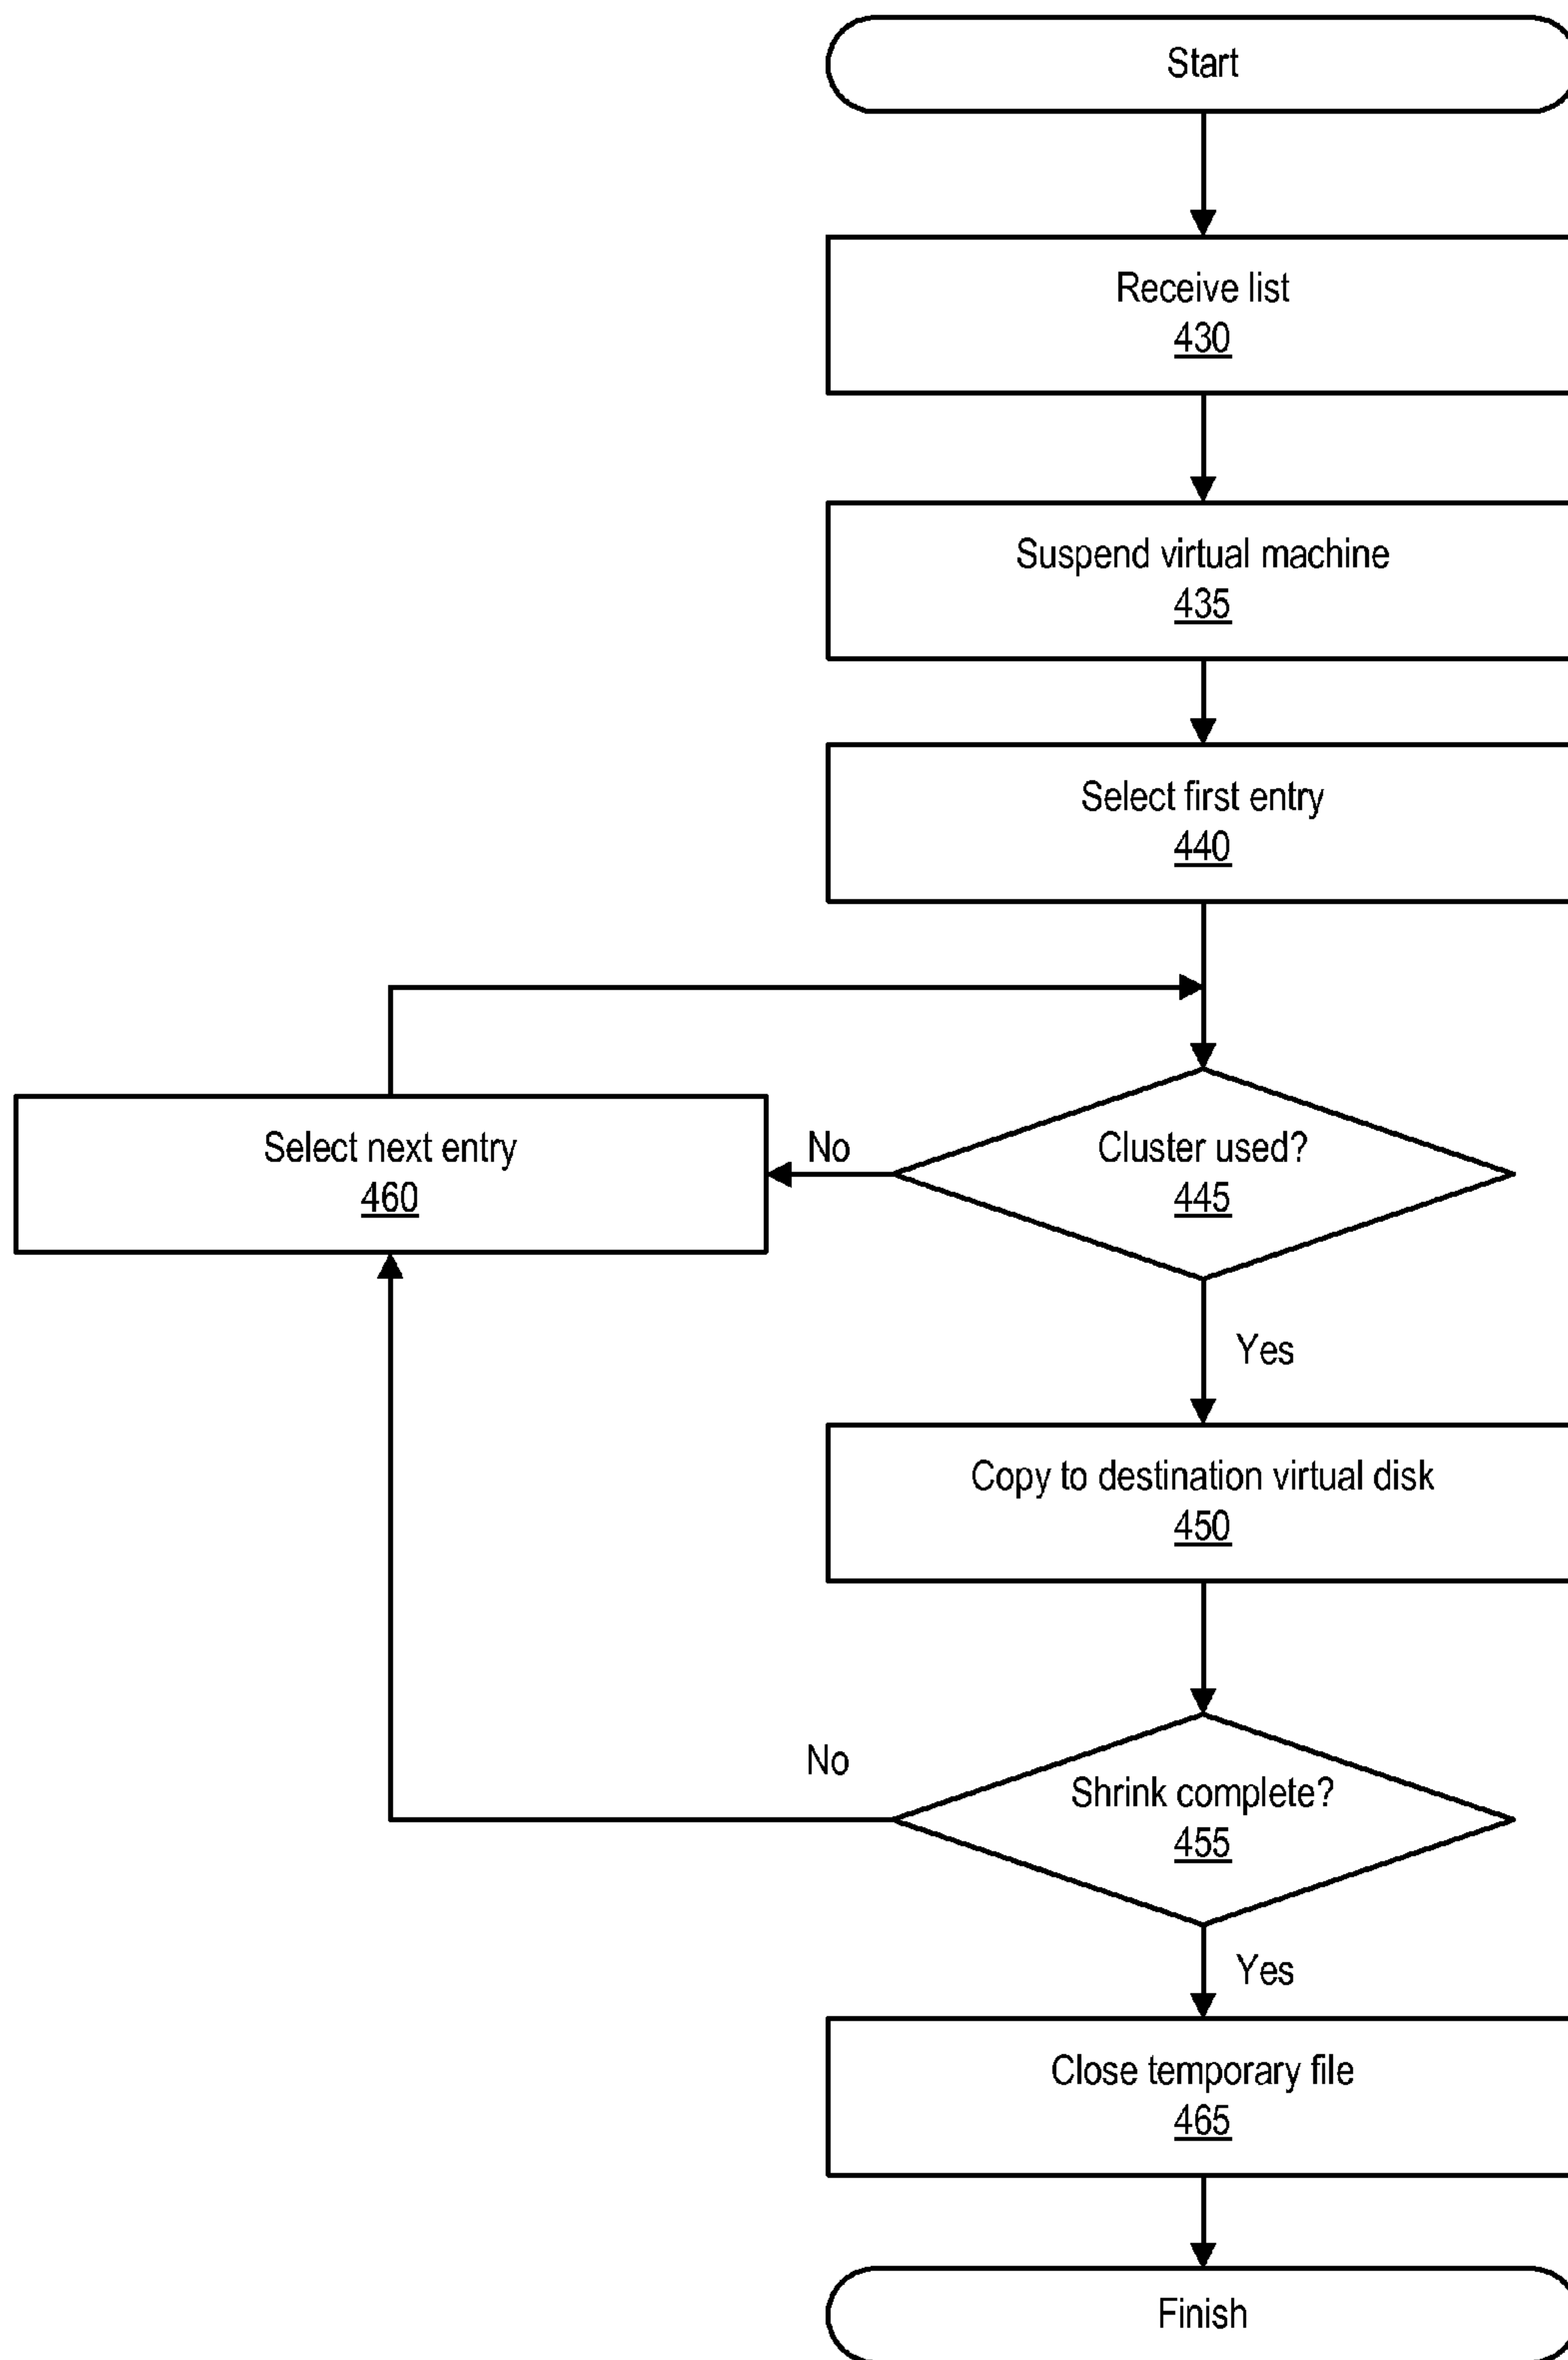 Start
Receive list
430
Suspend virtual machine
435
Select first entry
440
Select next entry
460
No
Cluster used?
445
Yes
Copy to destination virtual disk
450
No
Shrink complete?
455
Yes
Close temporary file
465
Finish